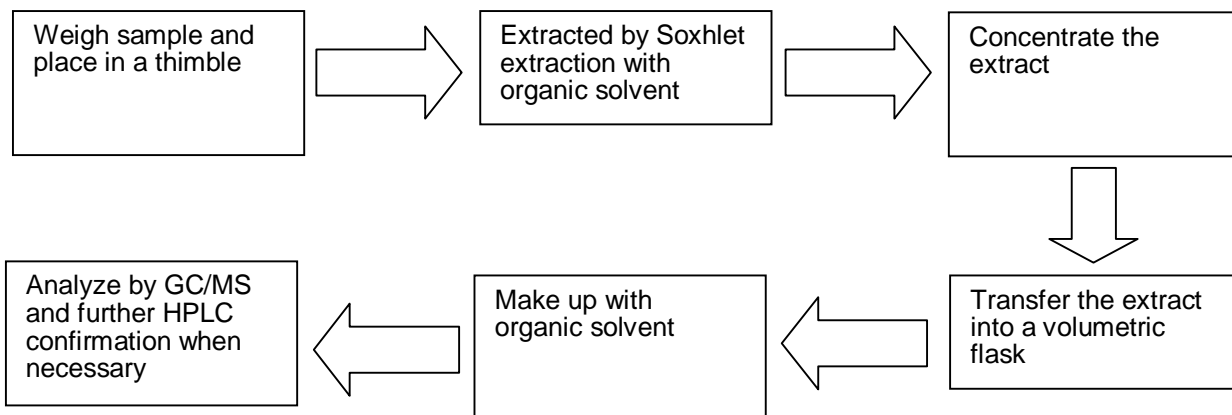 Weigh sample and
place in a thimble
Extracted by Soxhlet
extraction with
organic solvent
Concentrate the
extract
Transfer the extract
into a volumetric
flask
Make up with
organic solvent
Analyze by GC/MS
and further HPLC
confirmation when
necessary